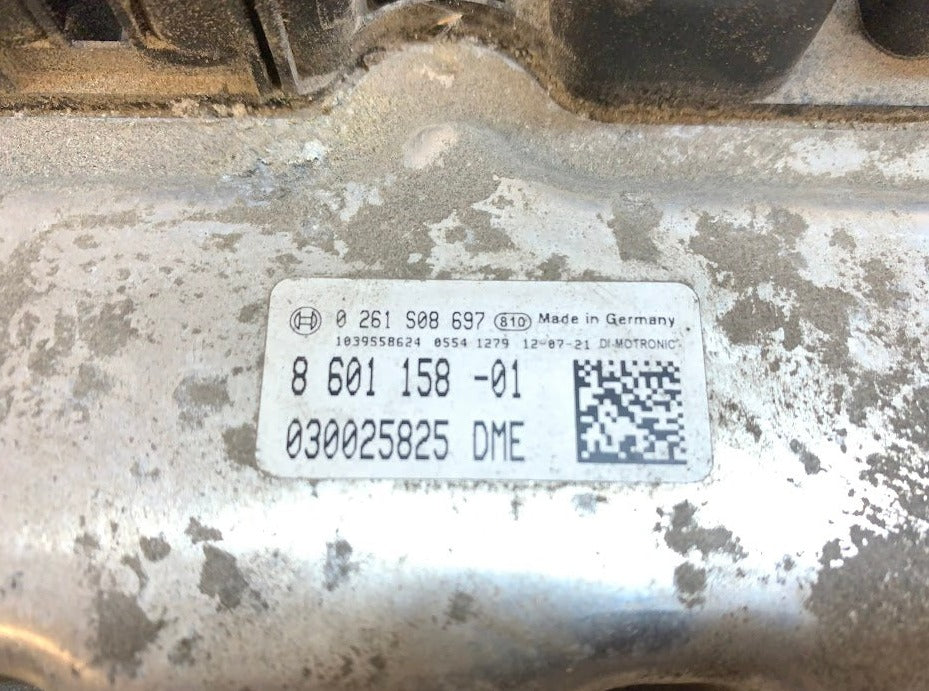 0 261 S08 697 810 Made in Germany
1039S58624 0554 1279 12-07-21 DI-MOTRONIC
8 601 158 -01
030025825 DME